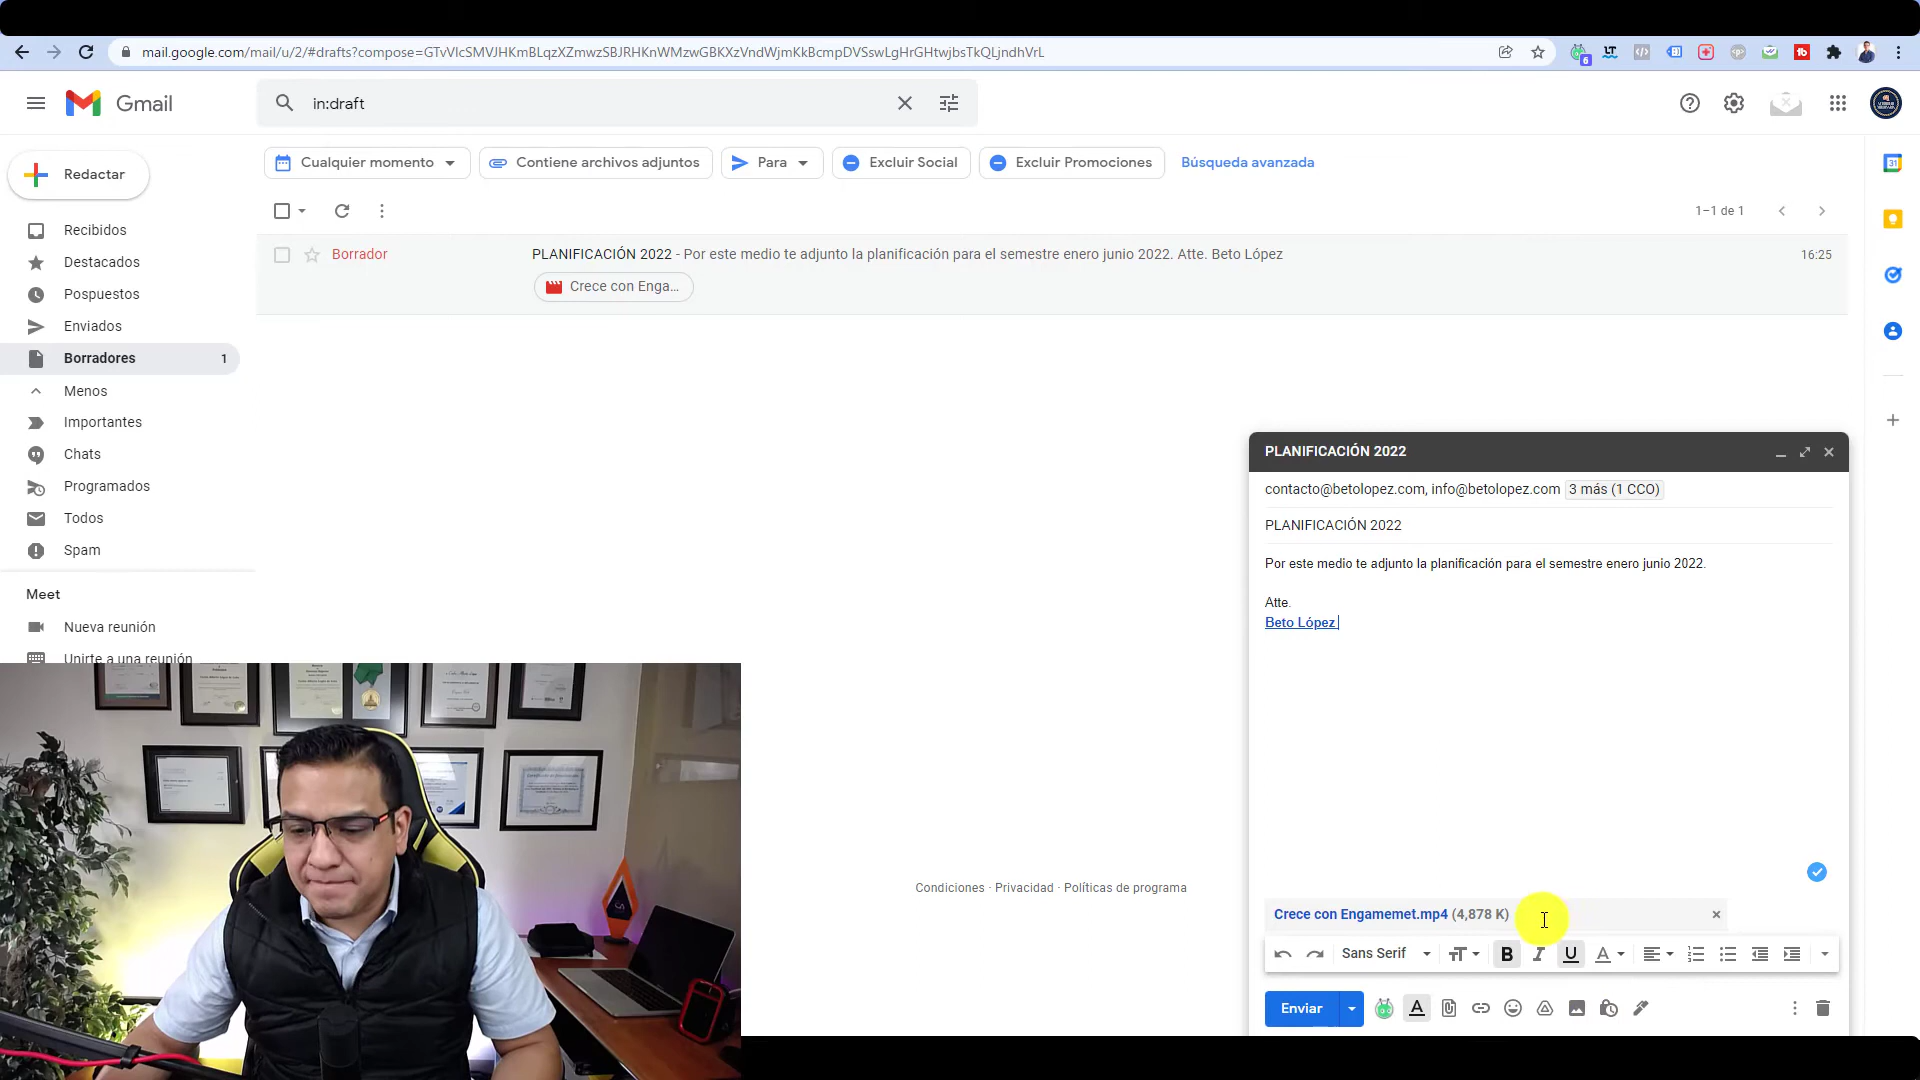 mail.google.com/mail/u/2/#drafts?compose=GTvVlcSMVJHKmBLqzXZmwzSBJRHKnWMzwGBKXzVndWjmKkBcmpDVSswLgHrGHtwjbsTkQLjndhVrL
6
LT
Gmail
in:draft
Redactar
Cualquier momento
Contiene archivos adjuntos
Para
Excluir Social
Excluir Promociones
Búsqueda avanzada
31
1–1 de 1
Recibidos
Destacados
Pospuestos
Enviados
Borradores 1
Menos
Importantes
Chats
Programados
Todos
Spam
Meet
Nueva reunión
Unirte a una reunión
Borrador
PLANIFICACIÓN 2022 - Por este medio te adjunto la planificación para el semestre enero junio 2022. Atte. Beto López
16:25
Crece con Enga...
PLANIFICACIÓN 2022
contacto@betolopez.com, info@betolopez.com 3 más (1 CCO)
PLANIFICACIÓN 2022
Por este medio te adjunto la planificación para el semestre enero junio 2022.
Atte.
Beto López
Condiciones · Privacidad · Políticas de programa
Crece con Engamemet.mp4 (4,878 K)
Sans Serif
B I U A
Enviar
A